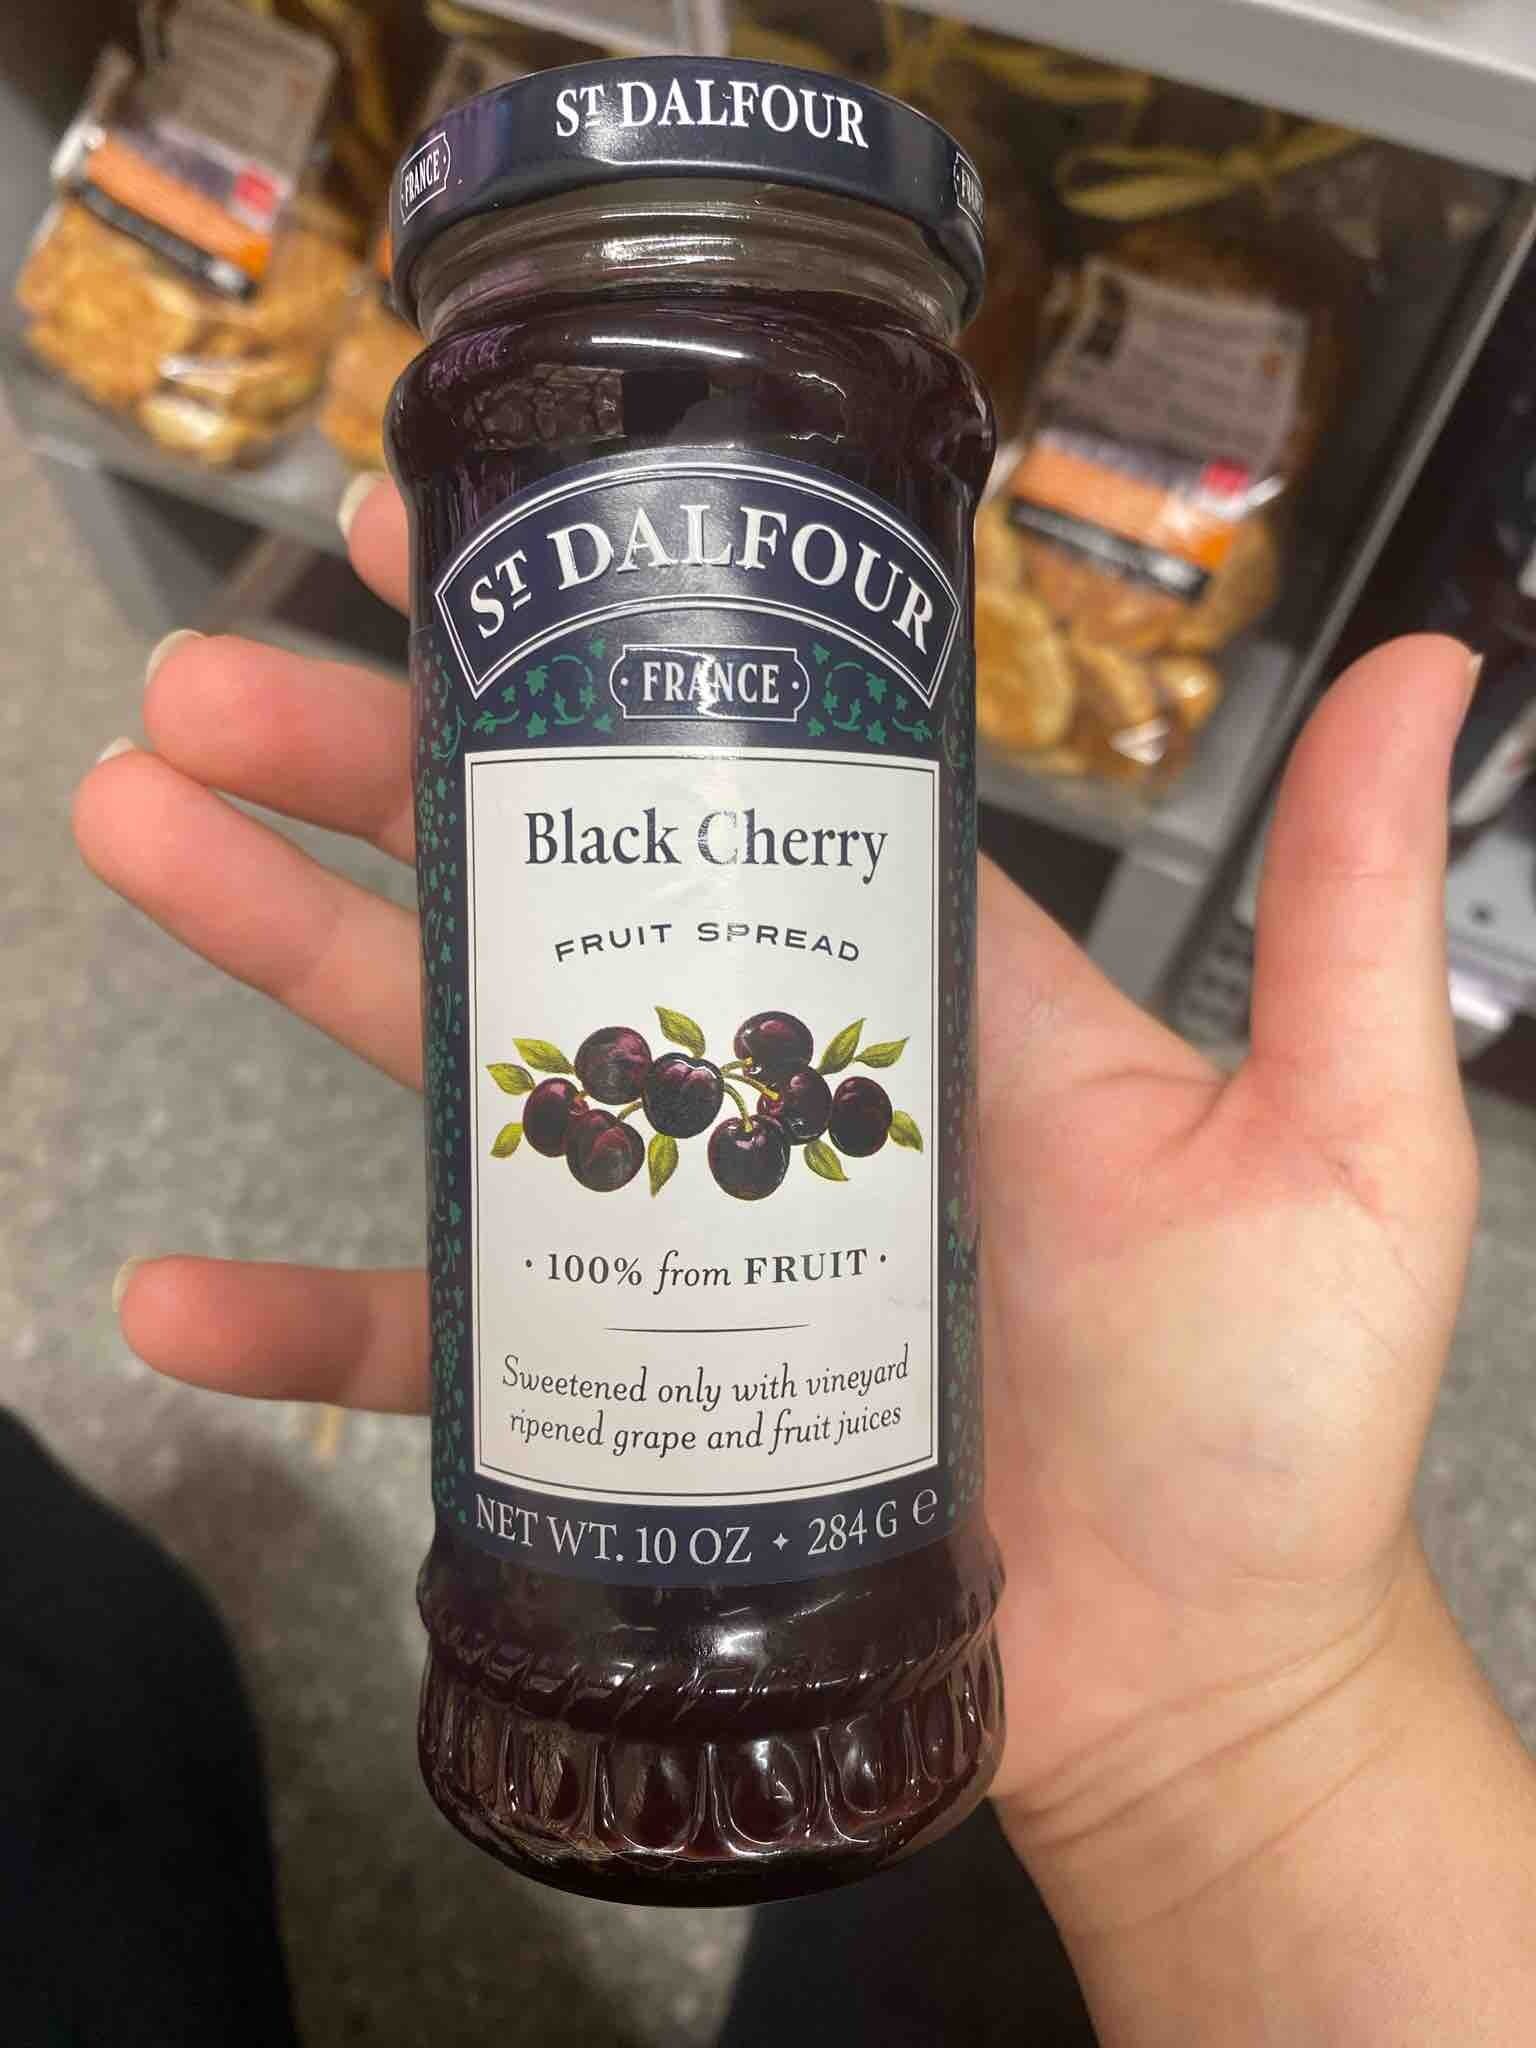 ST DALFOUR
FRANCE
ST DALFOUR
FRANCE
Black Cherry
FRUIT SPREAD
· 100% from FRUIT ·
Sweetened only with vineyard
ripened grape and fruit juices
NET WT. 10 OZ ✦ 284 G ℮